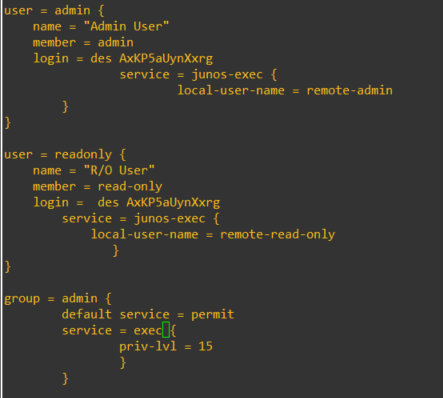 user = admin {
name = "Admin User"
member = admin
login = des AxKP5aUynXxrg
service = junos-exec {
local-user-name = remote-admin
}
}
user = readonly {
name = "R/O User"
member = read-only
login =  des AxKP5aUynXxrg
service = junos-exec {
local-user-name = remote-read-only
}
}
group = admin {
default service = permit
service = exec {
priv-lvl = 15
}
}